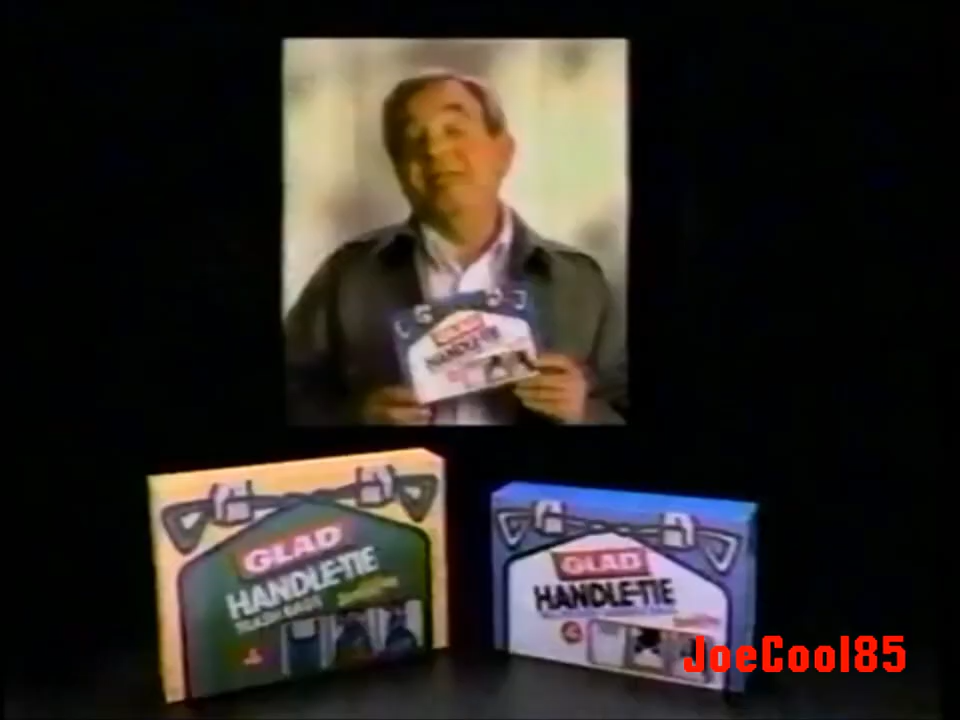 GLAD
HANDLE-TIE
GLAD
HANDLE-TIE
TRASH BAGS
GLAD
HANDLE-TIE
JoeCool85